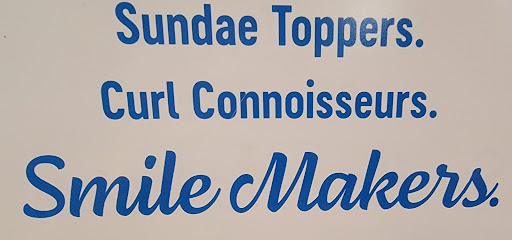 Sundae Toppers.
Curl Connoisseurs.
Smile Makers.